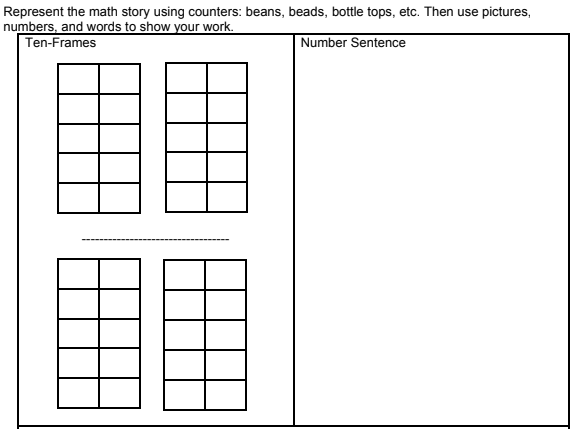 Represent the math story using counters: beans, beads, bottle tops, etc. Then use pictures,
numbers, and words to show your work.
Ten-Frames
Number Sentence